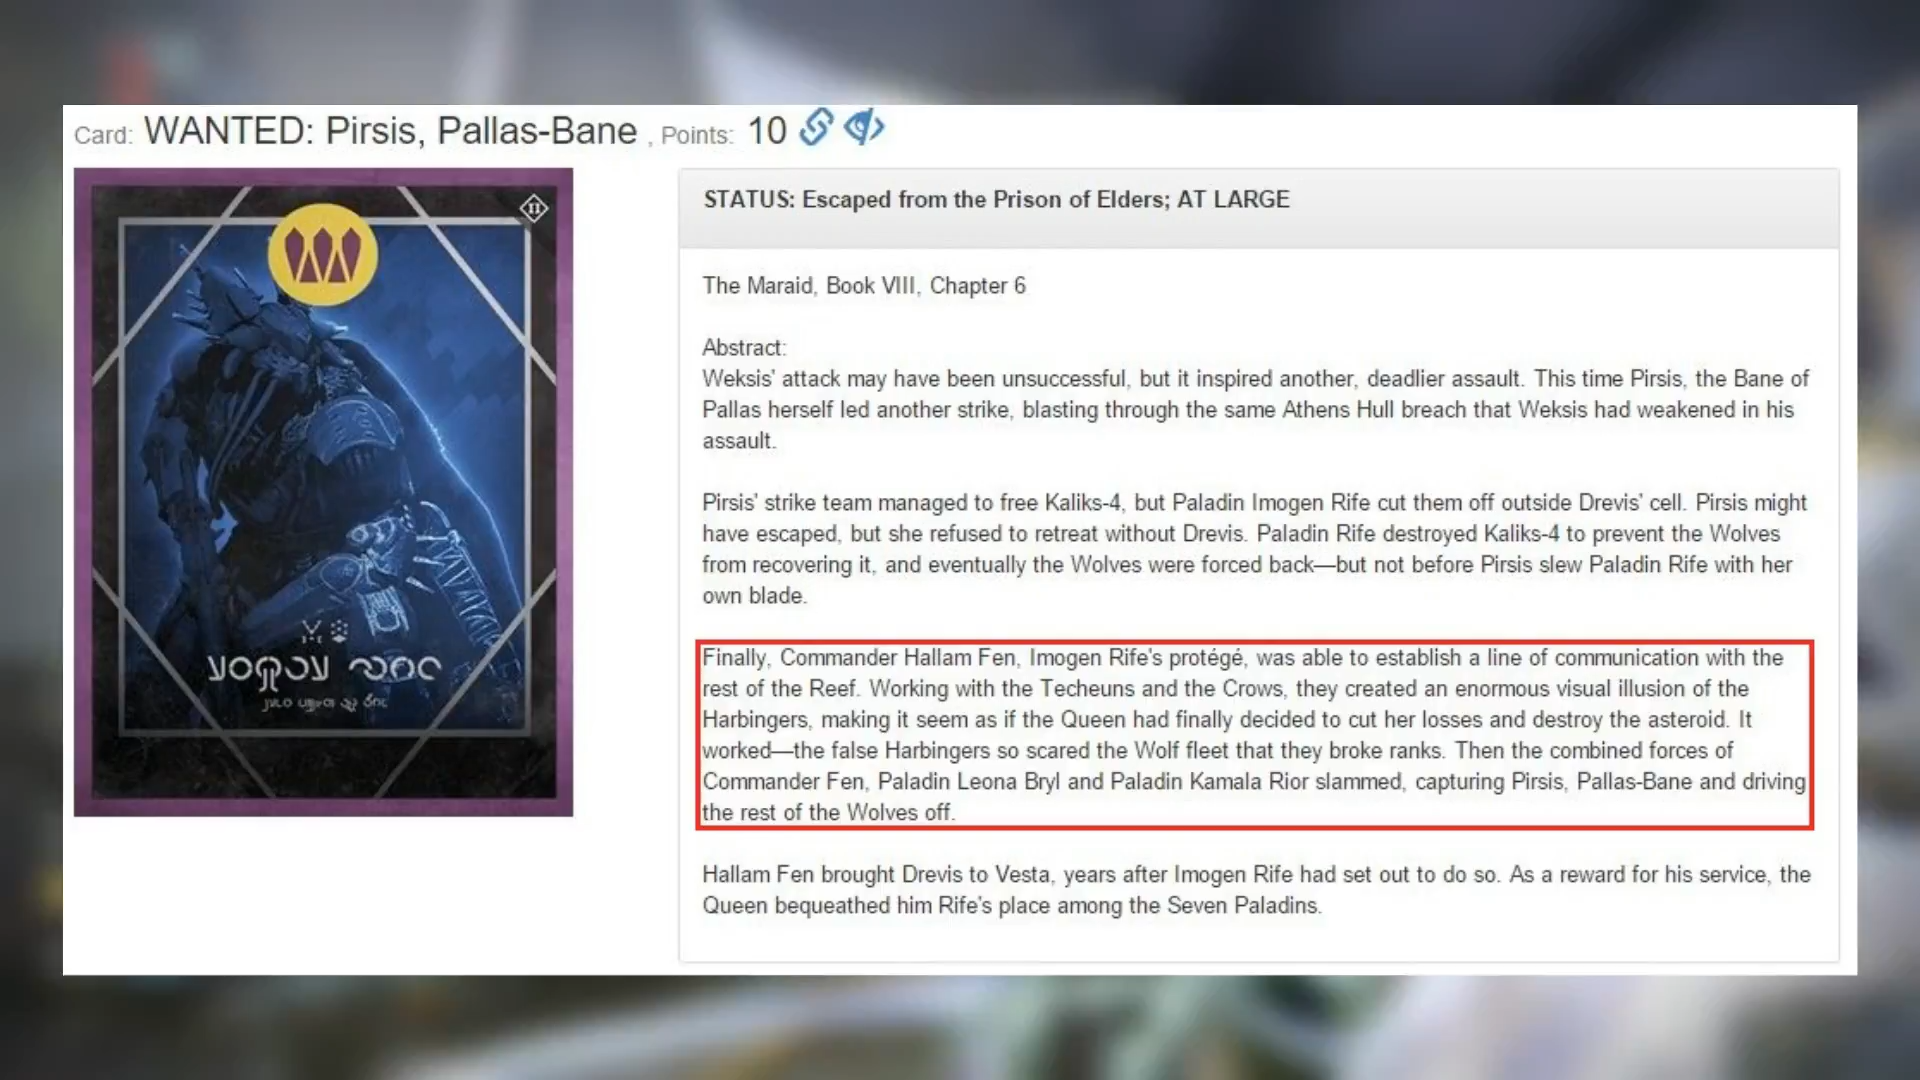 Card: WANTED: Pirsis, Pallas-Bane , Points: 10
II
STATUS: Escaped from the Prison of Elders; AT LARGE
The Maraid, Book VIII, Chapter 6
Abstract:
Weksis' attack may have been unsuccessful, but it inspired another, deadlier assault. This time Pirsis, the Bane of
Pallas herself led another strike, blasting through the same Athens Hull breach that Weksis had weakened in his
assault.
Pirsis' strike team managed to free Kaliks-4, but Paladin Imogen Rife cut them off outside Drevis' cell. Pirsis might
have escaped, but she refused to retreat without Drevis. Paladin Rife destroyed Kaliks-4 to prevent the Wolves
from recovering it, and eventually the Wolves were forced back—but not before Pirsis slew Paladin Rife with her
own blade.
Finally, Commander Hallam Fen, Imogen Rife's protégé, was able to establish a line of communication with the
rest of the Reef. Working with the Techeuns and the Crows, they created an enormous visual illusion of the
Harbingers, making it seem as if the Queen had finally decided to cut her losses and destroy the asteroid. It
worked—the false Harbingers so scared the Wolf fleet that they broke ranks. Then the combined forces of
Commander Fen, Paladin Leona Bryl and Paladin Kamala Rior slammed, capturing Pirsis, Pallas-Bane and driving
the rest of the Wolves off.
Hallam Fen brought Drevis to Vesta, years after Imogen Rife had set out to do so. As a reward for his service, the
Queen bequeathed him Rife's place among the Seven Paladins.